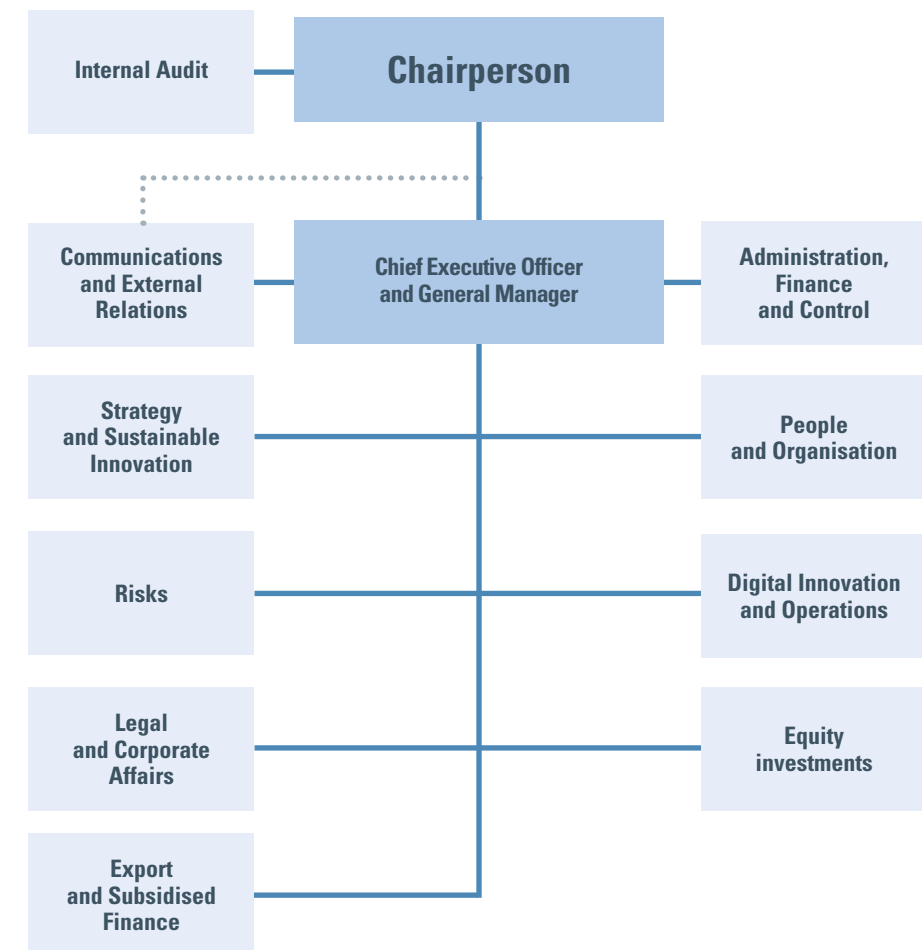 Internal Audit
Chairperson
Communications
and External
Relations
Chief Executive Officer
and General Manager
Administration,
Finance
and Control
Strategy
and Sustainable
Innovation
People
and Organisation
Risks
Digital Innovation
and Operations
Legal
and Corporate
Affairs
Equity
investments
Export
and Subsidised
Finance